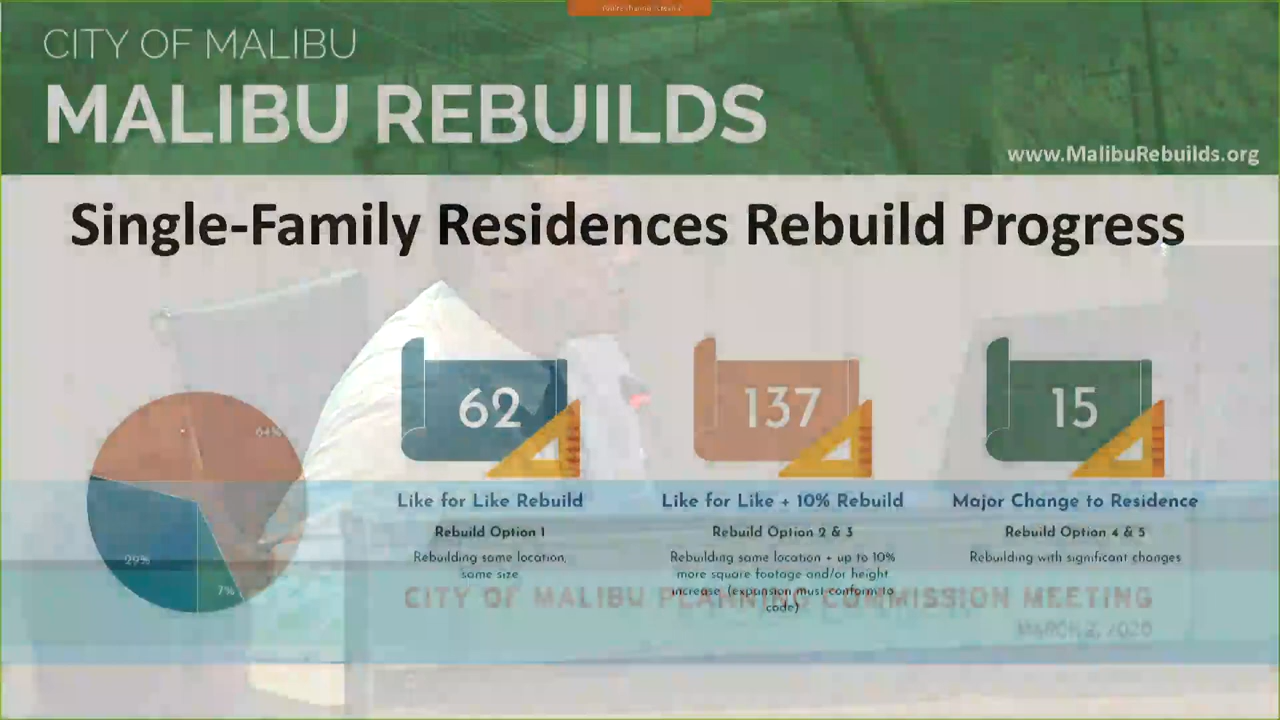 CITY OF MALIBU
MALIBU REBUILDS
www.MalibuRebuilds.org
Single-Family Residences Rebuild Progress
64%
29%
7%
62
137
15
Like for Like Rebuild
Rebuild Option 1
Rebuilding same location,
same size
Like for Like + 10% Rebuild
Rebuild Option 2 & 3
Rebuilding same location + up to 10%
more square footage and/or height
increase (expansion must conform to
code)
Major Change to Residence
Rebuild Option 4 & 5
Rebuilding with significant changes
CITY OF MALIBU PLANNING COMMISSION MEETING
MARCH 2, 2020